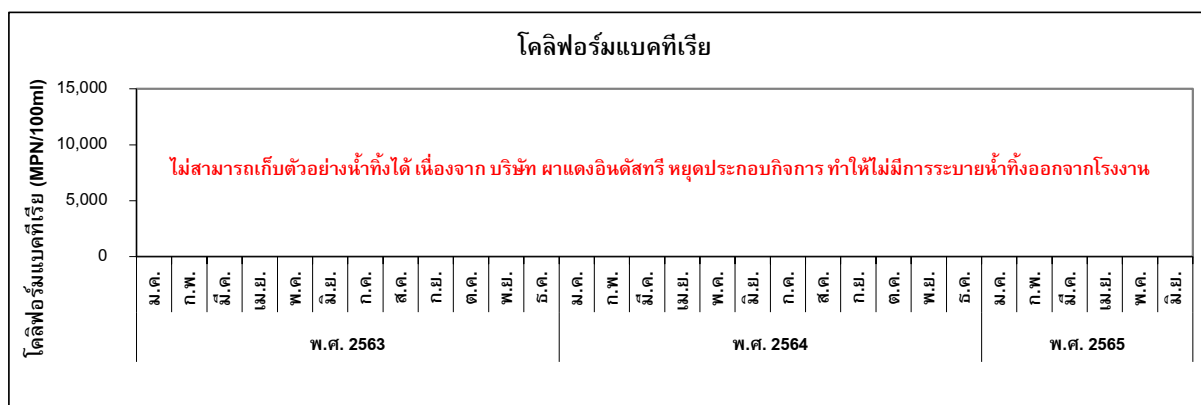 โคลิฟอร์มแบคทีเรีย
โคลิฟอร์มแบคทีเรีย (MPN/100ml)
15,000
10,000
5,000
0
ไม่สามารถเก็บตัวอย่างน้ำทิ้งได้ เนื่องจาก บริษัท ผาแดงอินดัสทรี หยุดประกอบกิจการ ทำให้ไม่มีการระบายน้ำทิ้งออกจากโรงงาน
ม.ค. ก.พ. มี.ค. เม.ย. พ.ค. มิ.ย. ก.ค. ส.ค. ก.ย. ต.ค. พ.ย. ธ.ค. ม.ค. ก.พ. มี.ค. เม.ย. พ.ค. มิ.ย. ก.ค. ส.ค. ก.ย. ต.ค. พ.ย. ธ.ค. ม.ค. ก.พ. มี.ค. เม.ย. พ.ค. มิ.ย.
พ.ศ. 2563 พ.ศ. 2564 พ.ศ. 2565